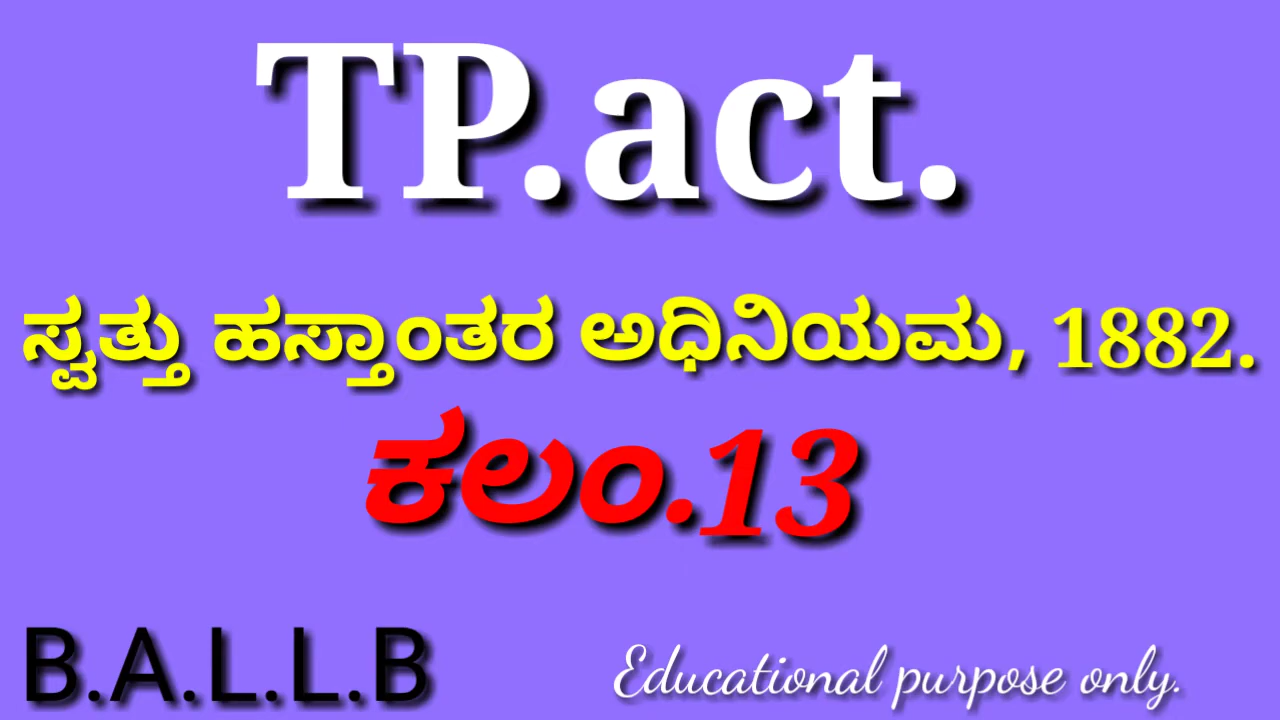 TP.act.
ಸ್ವತ್ತು ಹಸ್ತಾಂತರ ಅಧಿನಿಯಮ, 1882.
ಕಲಂ.13
B.A.L.L.B
Educational purpose only.